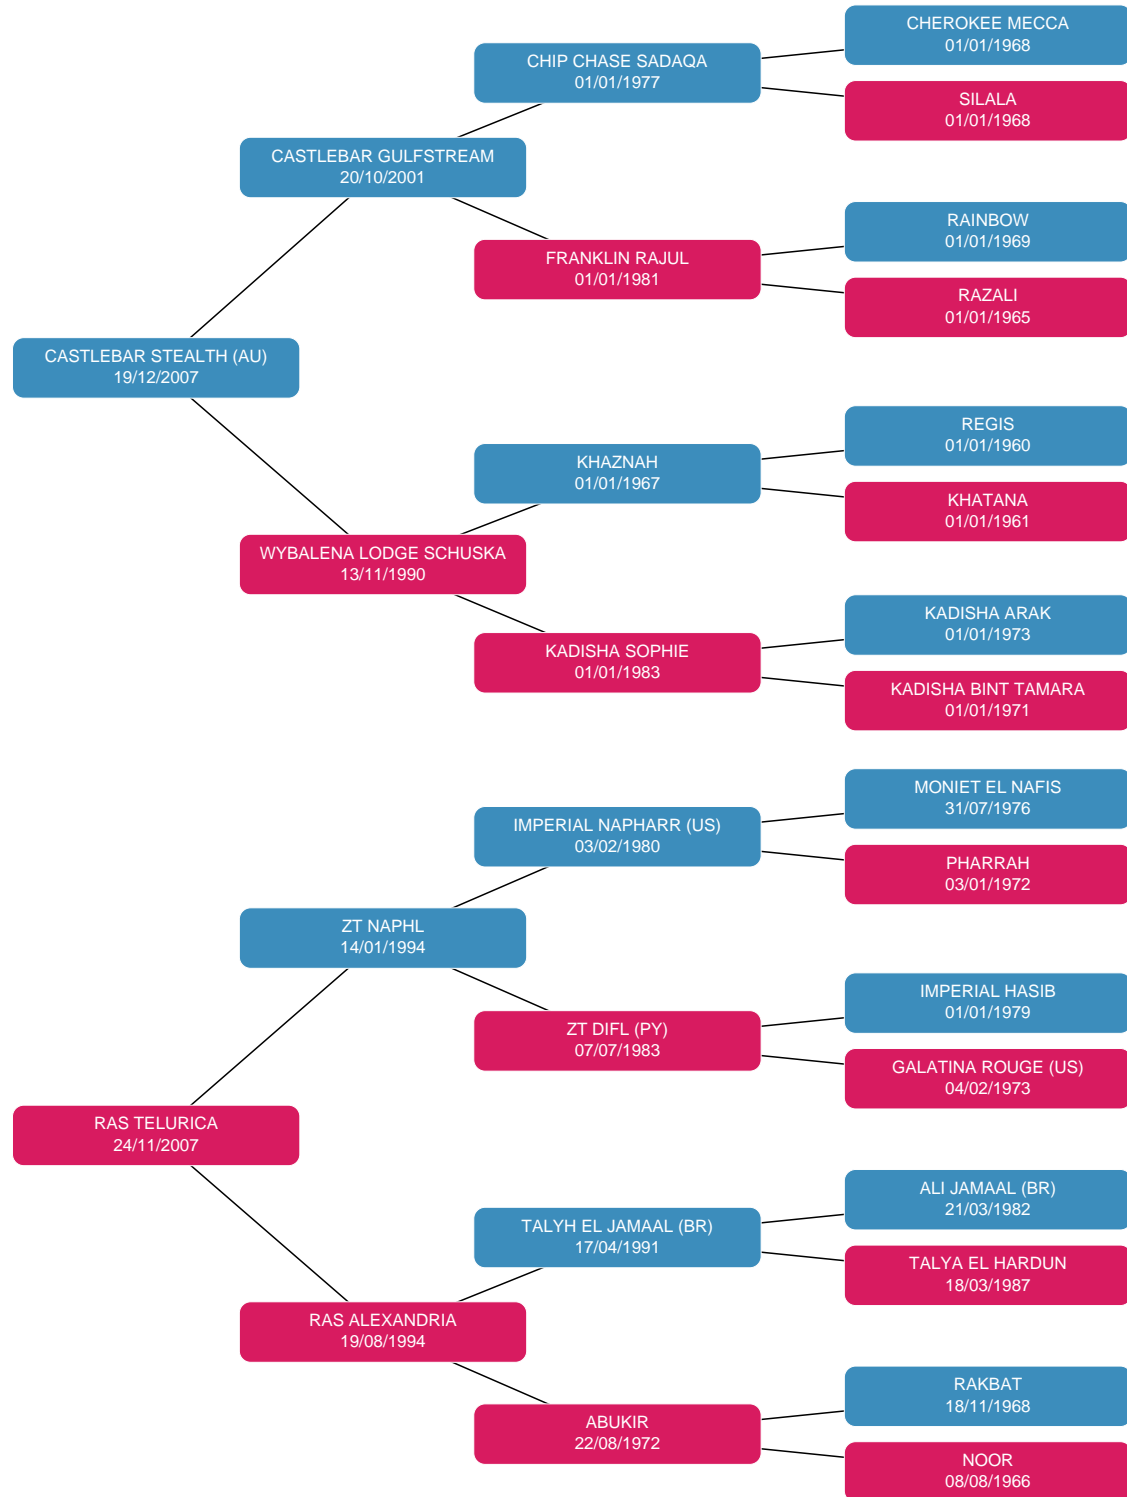 CHEROKEE MECCA
01/01/1968
CHIP CHASE SADAQA
01/01/1977
SILALA
01/01/1968
CASTLEBAR GULFSTREAM
20/10/2001
RAINBOW
01/01/1969
FRANKLIN RAJUL
01/01/1981
RAZALI
01/01/1965
CASTLEBAR STEALTH (AU)
19/12/2007
REGIS
01/01/1960
KHAZNAH
01/01/1967
KHATANA
01/01/1961
WYBALENA LODGE SCHUSKA
13/11/1990
KADISHA ARAK
01/01/1973
KADISHA SOPHIE
01/01/1983
KADISHA BINT TAMARA
01/01/1971
MONIET EL NAFIS
31/07/1976
IMPERIAL NAPHARR (US)
03/02/1980
PHARRAH
03/01/1972
ZT NAPHL
14/01/1994
IMPERIAL HASIB
01/01/1979
ZT DIFL (PY)
07/07/1983
GALATINA ROUGE (US)
04/02/1973
RAS TELURICA
24/11/2007
ALI JAMAAL (BR)
21/03/1982
TALYH EL JAMAAL (BR)
17/04/1991
TALYA EL HARDUN
18/03/1987
RAS ALEXANDRIA
19/08/1994
RAKBAT
18/11/1968
ABUKIR
22/08/1972
NOOR
08/08/1966